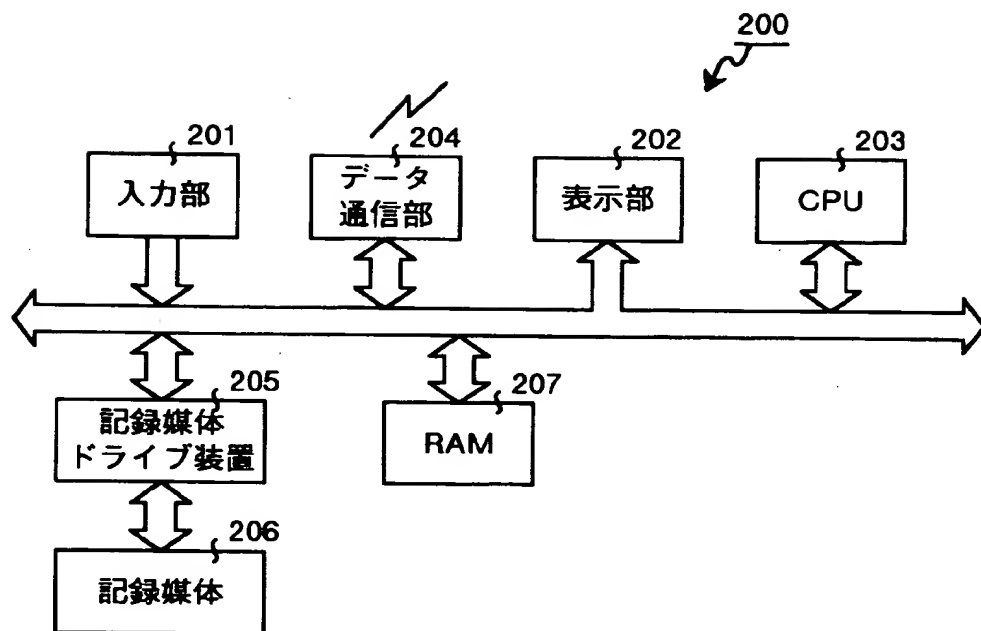 200
201
入力部
204
データ
通信部
202
表示部
203
CPU
205
記録媒体
ドライブ装置
207
RAM
206
記録媒体